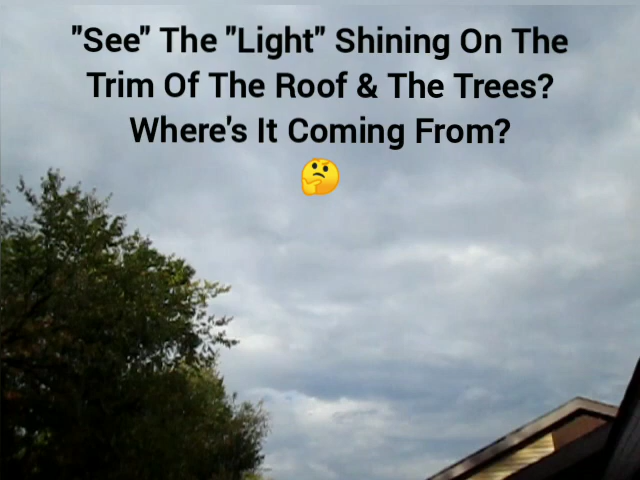 "See" The "Light" Shining On The
Trim Of The Roof & The Trees?
Where's It Coming From?
🤔